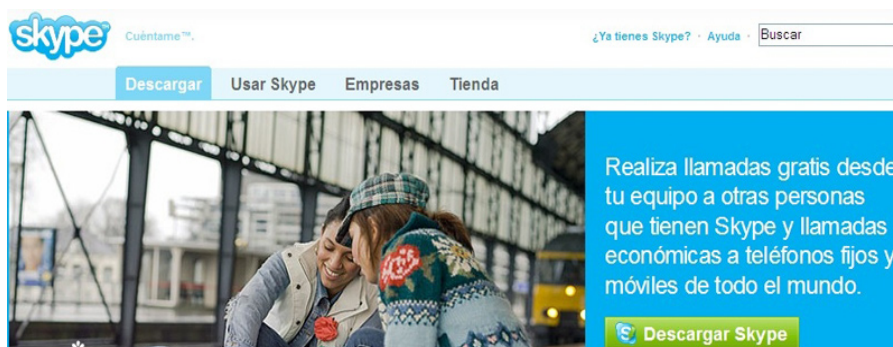 skype™ Cuéntame™.
¿Ya tienes Skype? · Ayuda · Buscar
Descargar Usar Skype Empresas Tienda
Realiza llamadas gratis desde
tu equipo a otras personas
que tienen Skype y llamadas
económicas a teléfonos fijos y
móviles de todo el mundo.
Descargar Skype